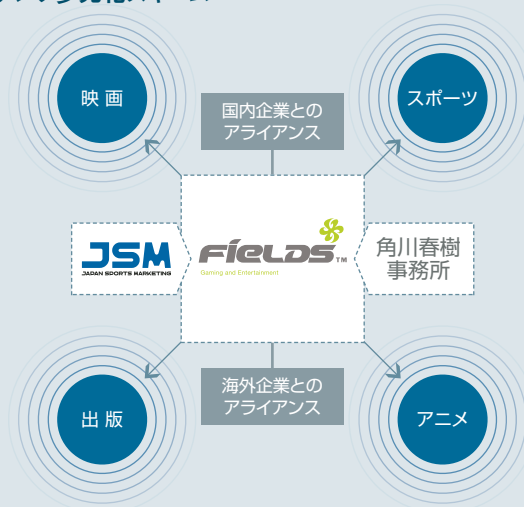 映画
スポーツ
国内企業との
アライアンス
JSM
JAPAN SPORTS MARKETING
FIELDS™
Gaming and Entertainment
角川春樹
事務所
海外企業との
アライアンス
出版
アニメ